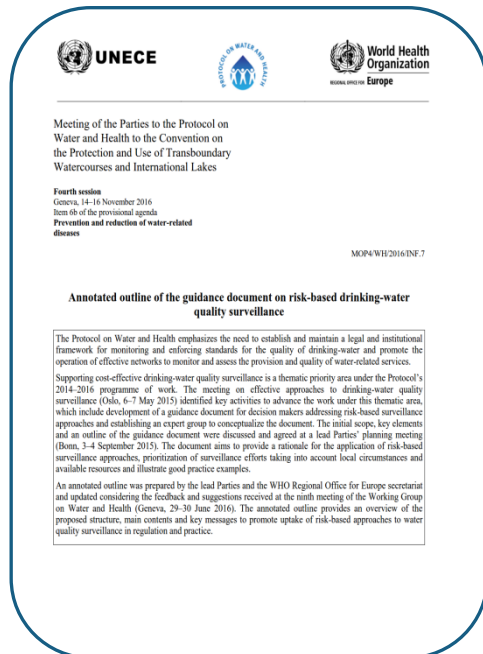 UNECE
PROTOCOL ON WATER AND HEALTH
World Health
Organization
REGIONAL OFFICE FOR Europe
Meeting of the Parties to the Protocol on
Water and Health to the Convention on
the Protection and Use of Transboundary
Watercourses and International Lakes
Fourth session
Geneva, 14–16 November 2016
Item 6b of the provisional agenda
Prevention and reduction of water-related
diseases
MOP4/WH/2016/INF.7
Annotated outline of the guidance document on risk-based drinking-water
quality surveillance
The Protocol on Water and Health emphasizes the need to establish and maintain a legal and institutional
framework for monitoring and enforcing standards for the quality of drinking-water and promote the
operation of effective networks to monitor and assess the provision and quality of water-related services.
Supporting cost-effective drinking-water quality surveillance is a thematic priority area under the Protocol's
2014–2016 programme of work. The meeting on effective approaches to drinking-water quality
surveillance (Oslo, 6–7 May 2015) identified key activities to advance the work under this thematic area,
which include development of a guidance document for decision makers addressing risk-based surveillance
approaches and establishing an expert group to conceptualize the document. The initial scope, key elements
and an outline of the guidance document were discussed and agreed at a lead Parties' planning meeting
(Bonn, 3–4 September 2015). The document aims to provide a rationale for the application of risk-based
surveillance approaches, prioritization of surveillance efforts taking into account local circumstances and
available resources and illustrate good practice examples.
An annotated outline was prepared by the lead Parties and the WHO Regional Office for Europe secretariat
and updated considering the feedback and suggestions received at the ninth meeting of the Working Group
on Water and Health (Geneva, 29–30 June 2016). The annotated outline provides an overview of the
proposed structure, main contents and key messages to promote uptake of risk-based approaches to water
quality surveillance in regulation and practice.